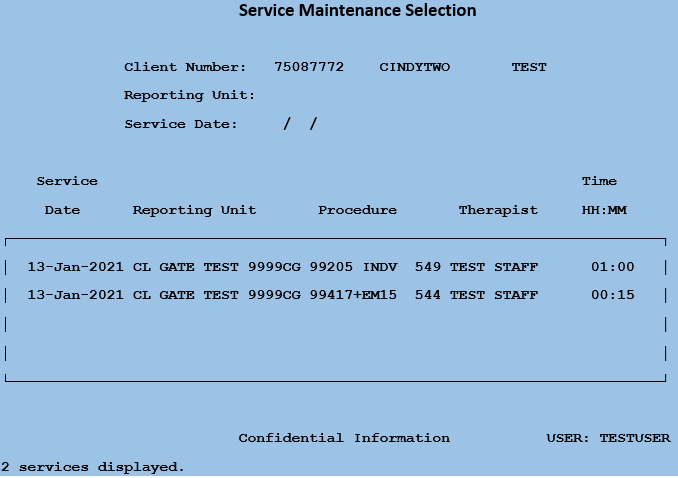 Service Maintenance Selection
Client Number: 75087772 CINDYTWO TEST
Reporting Unit:
Service Date: / /
Service Time
Date Reporting Unit Procedure Therapist HH:MM
13-Jan-2021 CL GATE TEST 9999CG 99205 INDV 549 TEST STAFF 01:00
13-Jan-2021 CL GATE TEST 9999CG 99417+EM15 544 TEST STAFF 00:15
Confidential Information USER: TESTUSER
2 services displayed.